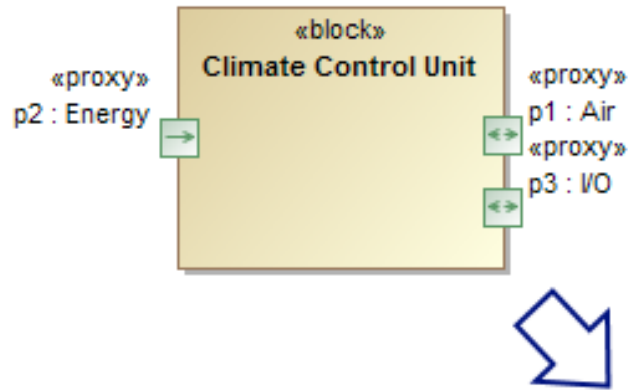 «block»
Climate Control Unit
«proxy»
p2 : Energy
«proxy»
p1 : Air
«proxy»
p3 : I/O